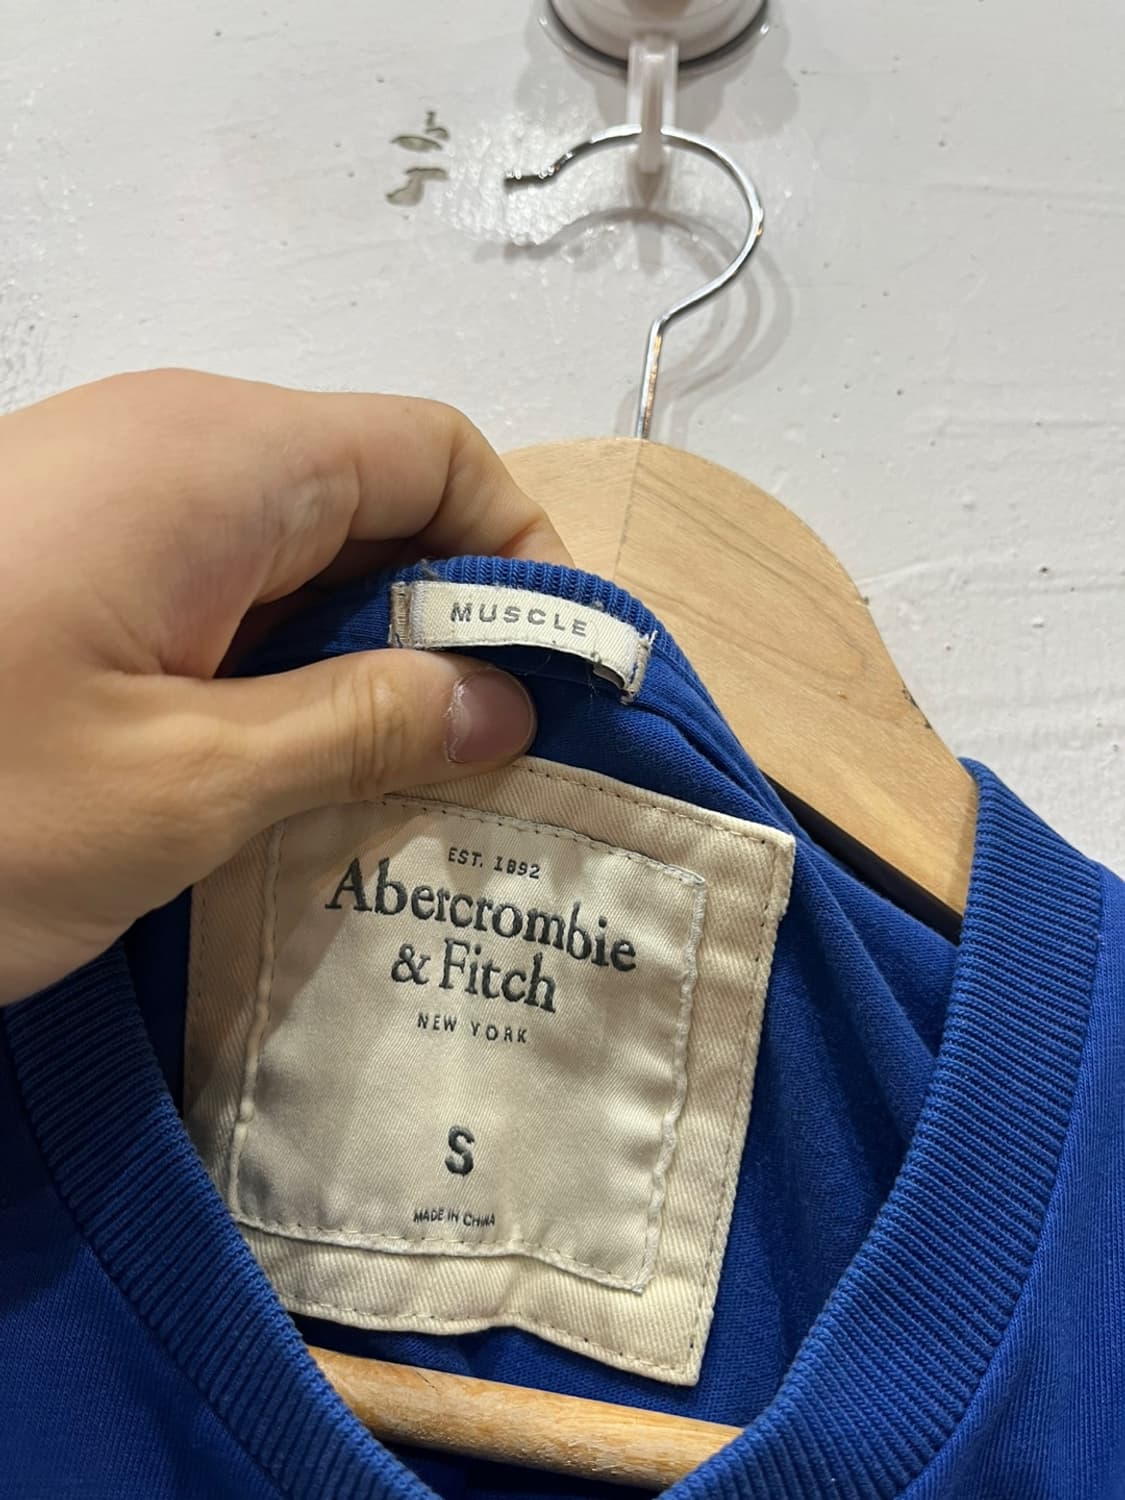 MUSCLE
EST. 1892
Abercrombie
& Fitch
NEW YORK
S
MADE IN CHINA